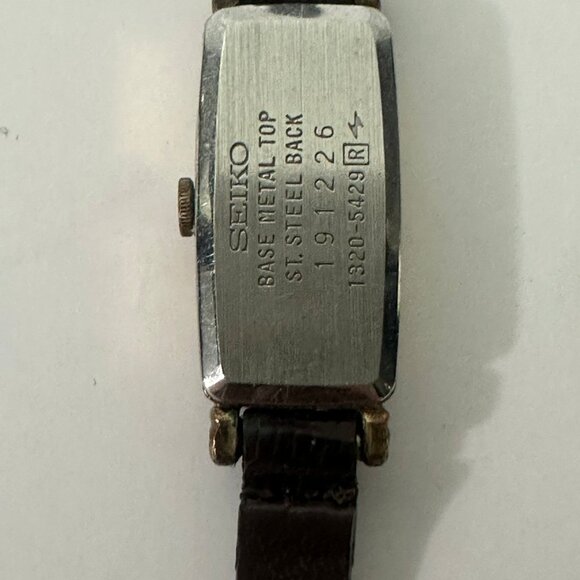 SEIKO
BASE METAL TOP
ST. STEEL BACK
191226
1320-5429 R